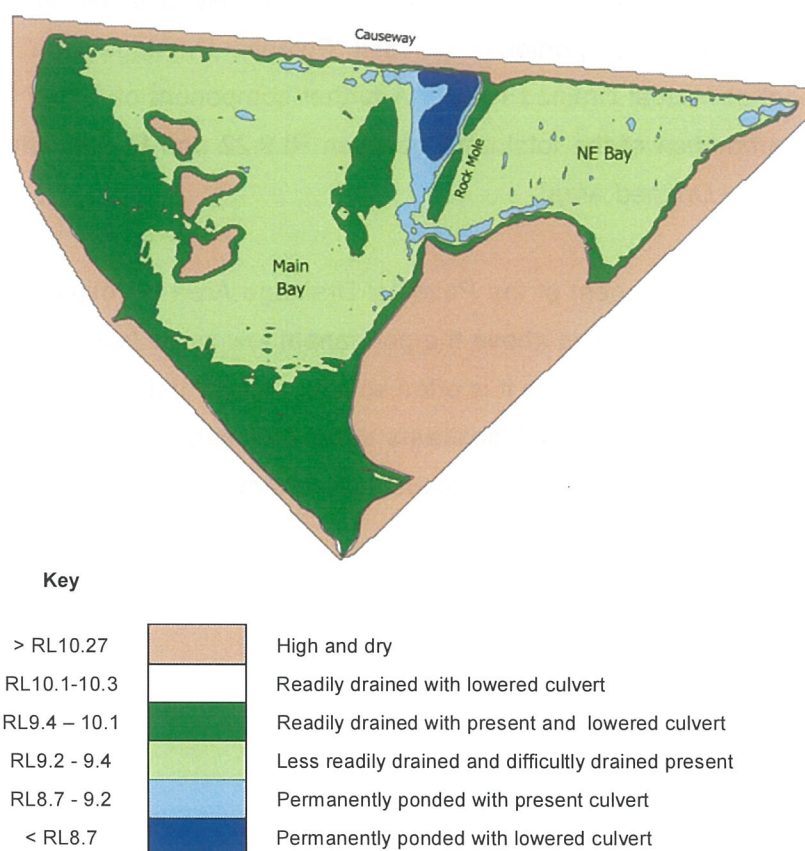 Causeway
Rock Mole
NE Bay
Main
Bay
Key
> RL10.27 High and dry
RL10.1-10.3 Readily drained with lowered culvert
RL9.4 – 10.1 Readily drained with present and lowered culvert
RL9.2 - 9.4 Less readily drained and difficultly drained present
RL8.7 - 9.2 Permanently ponded with present culvert
< RL8.7 Permanently ponded with lowered culvert